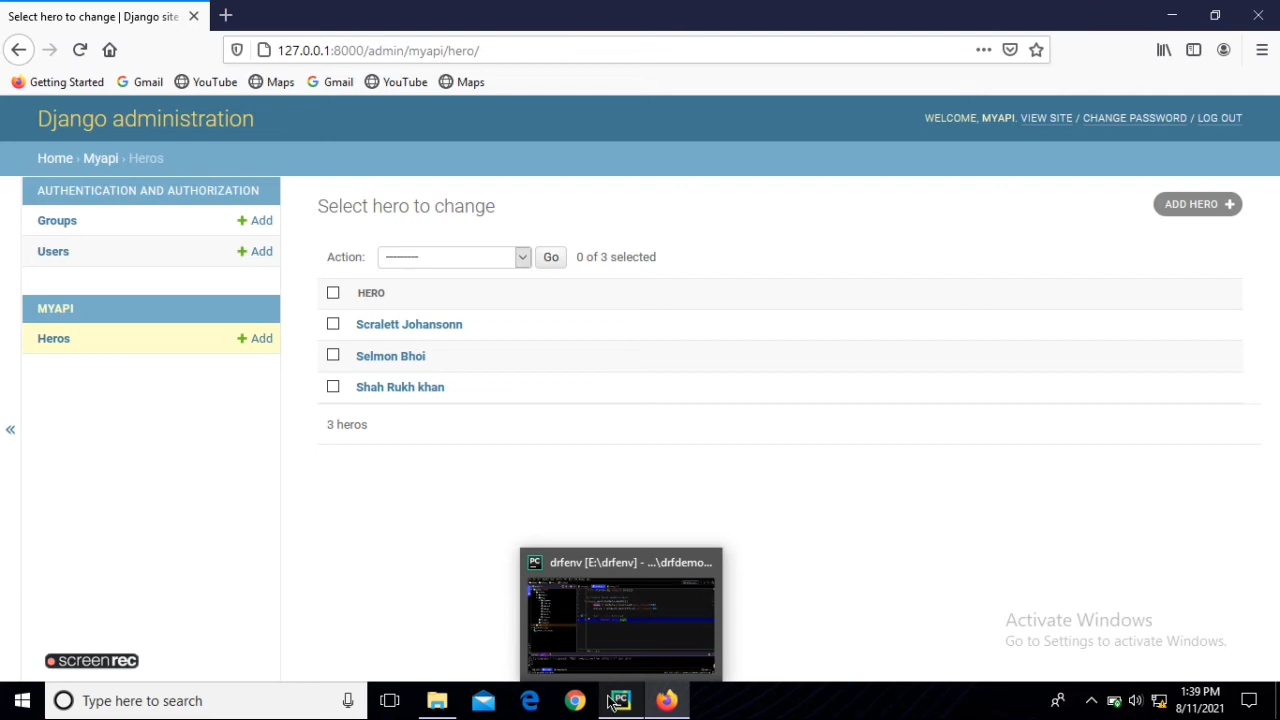 Select hero to change | Django site
127.0.0.1:8000/admin/myapi/hero/
Getting Started Gmail YouTube Maps Gmail YouTube Maps
Django administration
WELCOME, MYAPI. VIEW SITE / CHANGE PASSWORD / LOG OUT
Home › Myapi › Heros
AUTHENTICATION AND AUTHORIZATION
Groups + Add
Users + Add
MYAPI
Heros + Add
«
Select hero to change
ADD HERO +
Action: --------- Go 0 of 3 selected
HERO
Scralett Johansonn
Selmon Bhoi
Shah Rukh khan
3 heros
PC drfenv [E:\drfenv] - ...\drfdemo...
Activate Windows
Go to Settings to activate Windows.
screenrec
Type here to search
PC
1:39 PM
8/11/2021